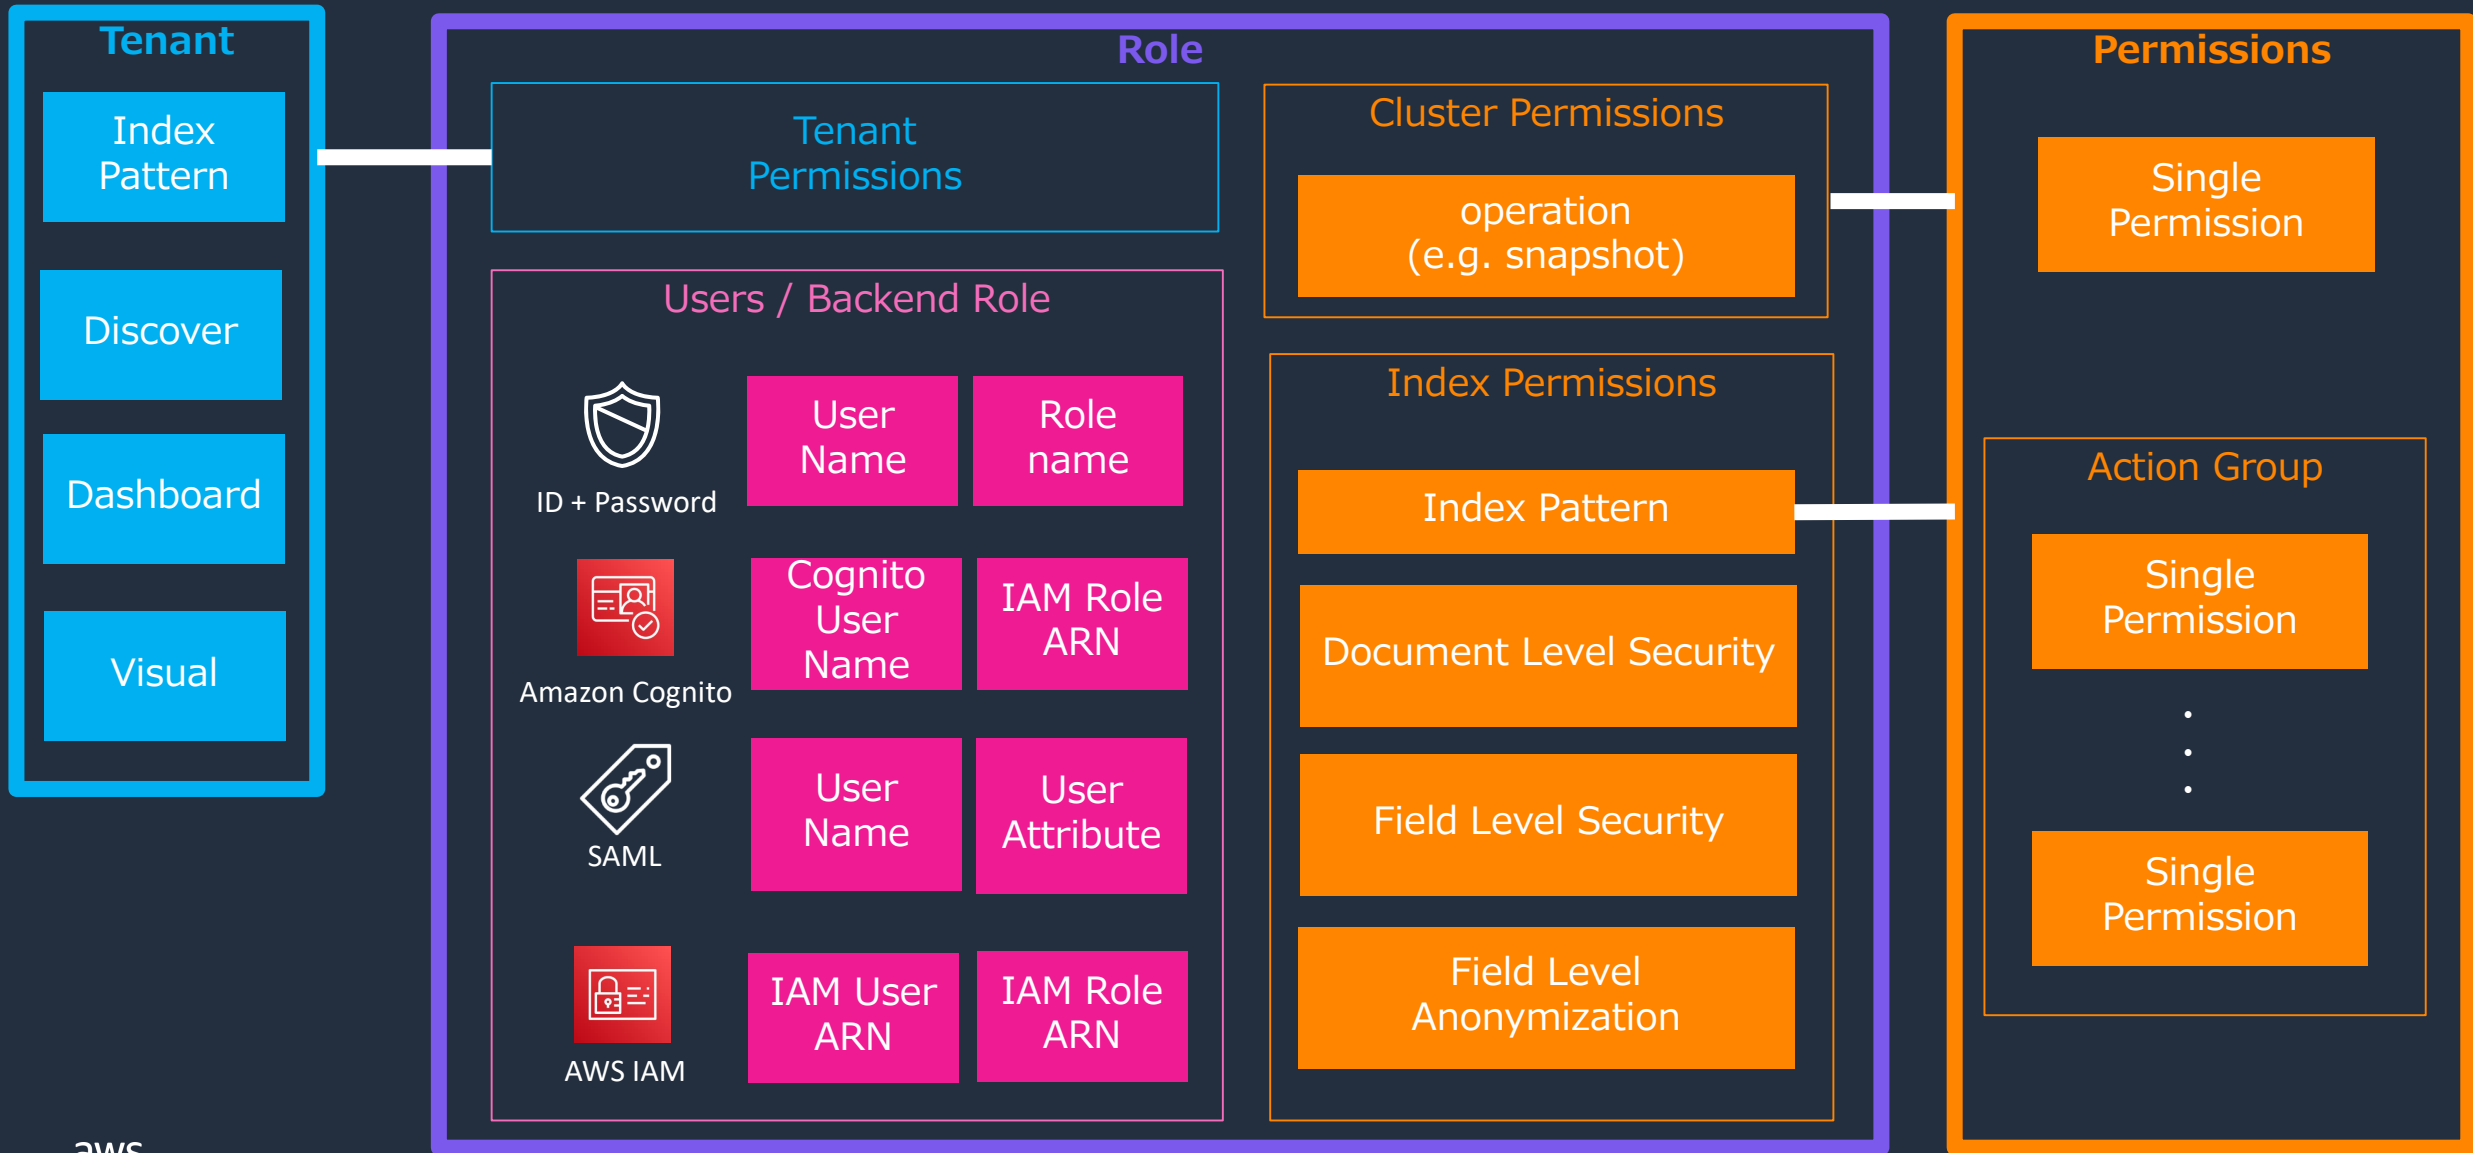 Tenant
Index
Pattern
Discover
Dashboard
Visual
Role
Tenant
Permissions
Users / Backend Role
ID + Password
User
Name
Role
name
Amazon Cognito
Cognito
User
Name
IAM Role
ARN
SAML
User
Name
User
Attribute
AWS IAM
IAM User
ARN
IAM Role
ARN
Cluster Permissions
operation
(e.g. snapshot)
Index Permissions
Index Pattern
Document Level Security
Field Level Security
Field Level
Anonymization
Permissions
Single
Permission
Action Group
Single
Permission
.
.
.
Single
Permission
aws